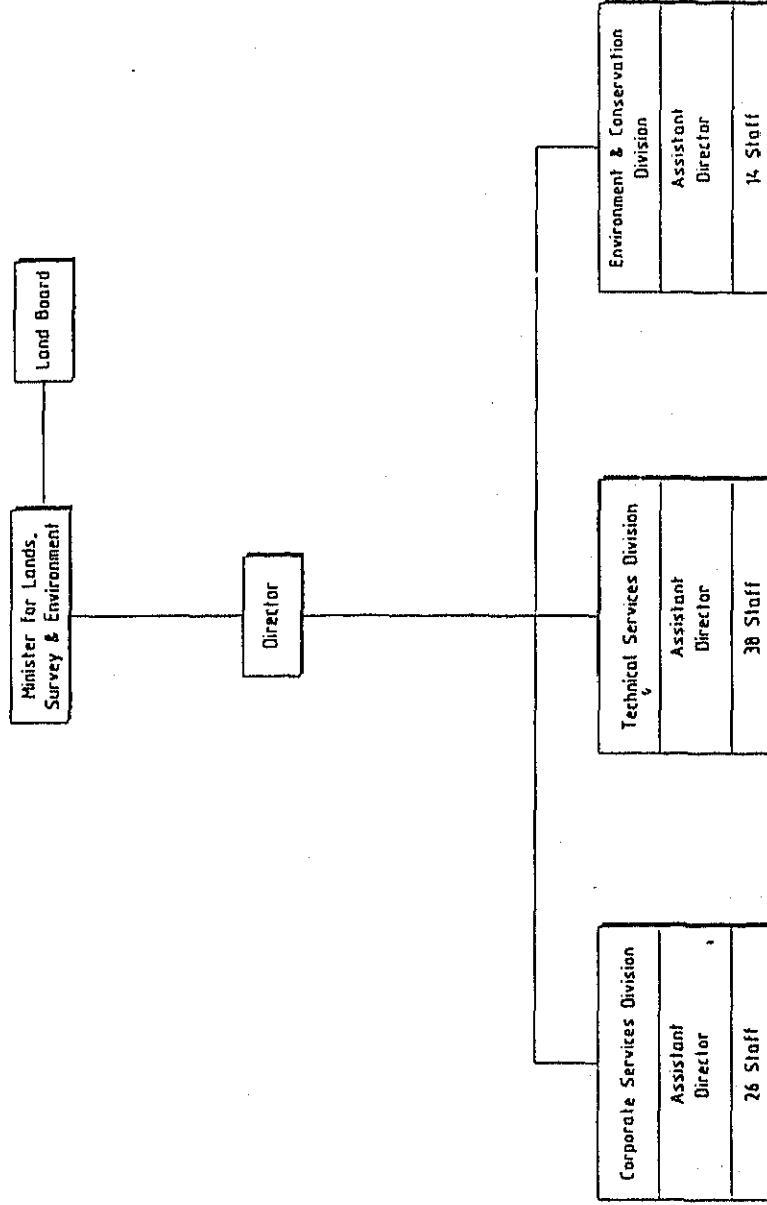 Minister for Lands,
Survey & Environment
Land Board
Director
Corporate Services Division
Assistant
Director
26 Staff
Technical Services Division
Assistant
Director
38 Staff
Environment & Conservation
Division
Assistant
Director
14 Staff